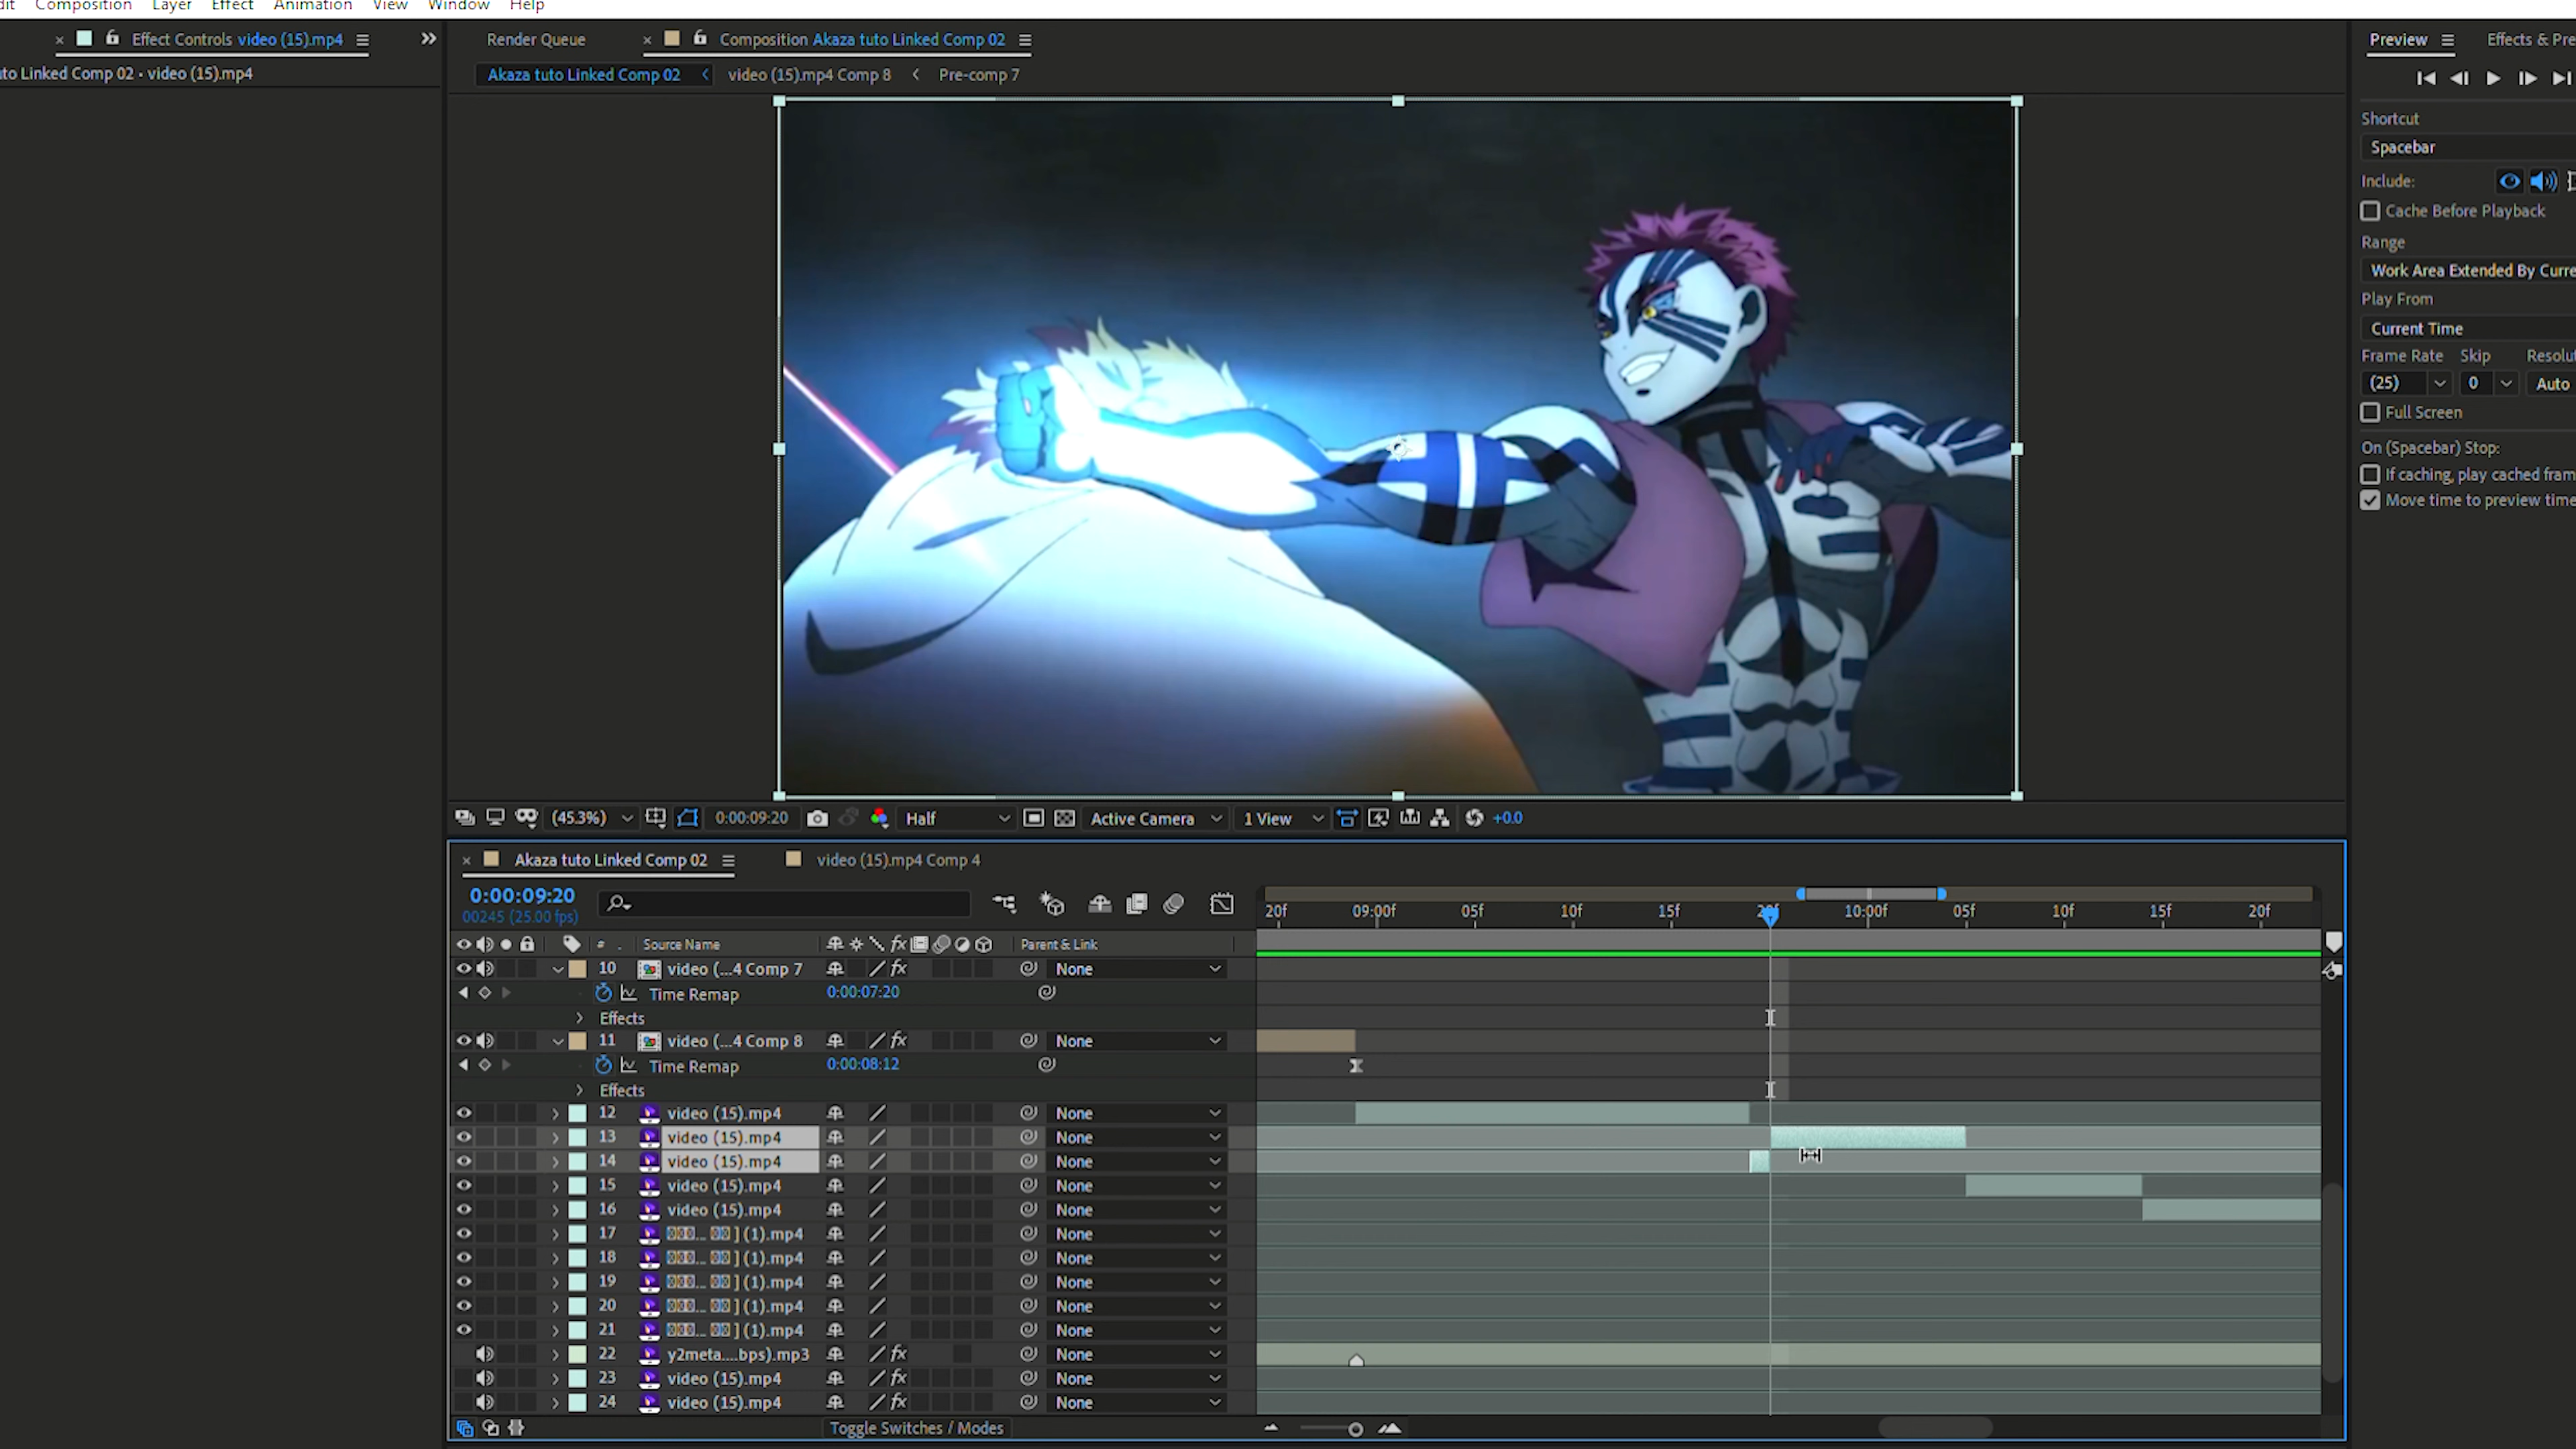 dit Composition Layer Effect Animation View Window Help
Effect Controls video (15).mp4
Render Queue
Composition Akaza tuto Linked Comp 02
Preview
Effects & Pre
to Linked Comp 02 • video (15).mp4
Akaza tuto Linked Comp 02
video (15).mp4 Comp 8
Pre-comp 7
Shortcut
Spacebar
Include:
Cache Before Playback
Range
Work Area Extended By Curre
Play From
Current Time
Frame Rate Skip Resolut
(25) 0 Auto
Full Screen
On (Spacebar) Stop:
If caching, play cached fram
Move time to preview time
(45.3%) 0:00:09:20 Half Active Camera 1 View +0.0
Akaza tuto Linked Comp 02
video (15).mp4 Comp 4
0:00:09:20
00245 (25.00 fps)
20f 09:00f 05f 10f 15f 20f 10:00f 05f 10f 15f 20f
# . Source Name fx Parent & Link
10 video (...4 Comp 7 fx None
Time Remap 0:00:07:20
Effects
11 video (...4 Comp 8 fx None
Time Remap 0:00:08:12
Effects
12 video (15).mp4 None
13 video (15).mp4 None
14 video (15).mp4 None
15 video (15).mp4 None
16 video (15).mp4 None
17 ... ](1).mp4 None
18 ... ](1).mp4 None
19 ... ](1).mp4 None
20 ... ](1).mp4 None
21 ... ](1).mp4 None
22 y2meta....bps).mp3 fx None
23 video (15).mp4 fx None
24 video (15).mp4 fx None
Toggle Switches / Modes